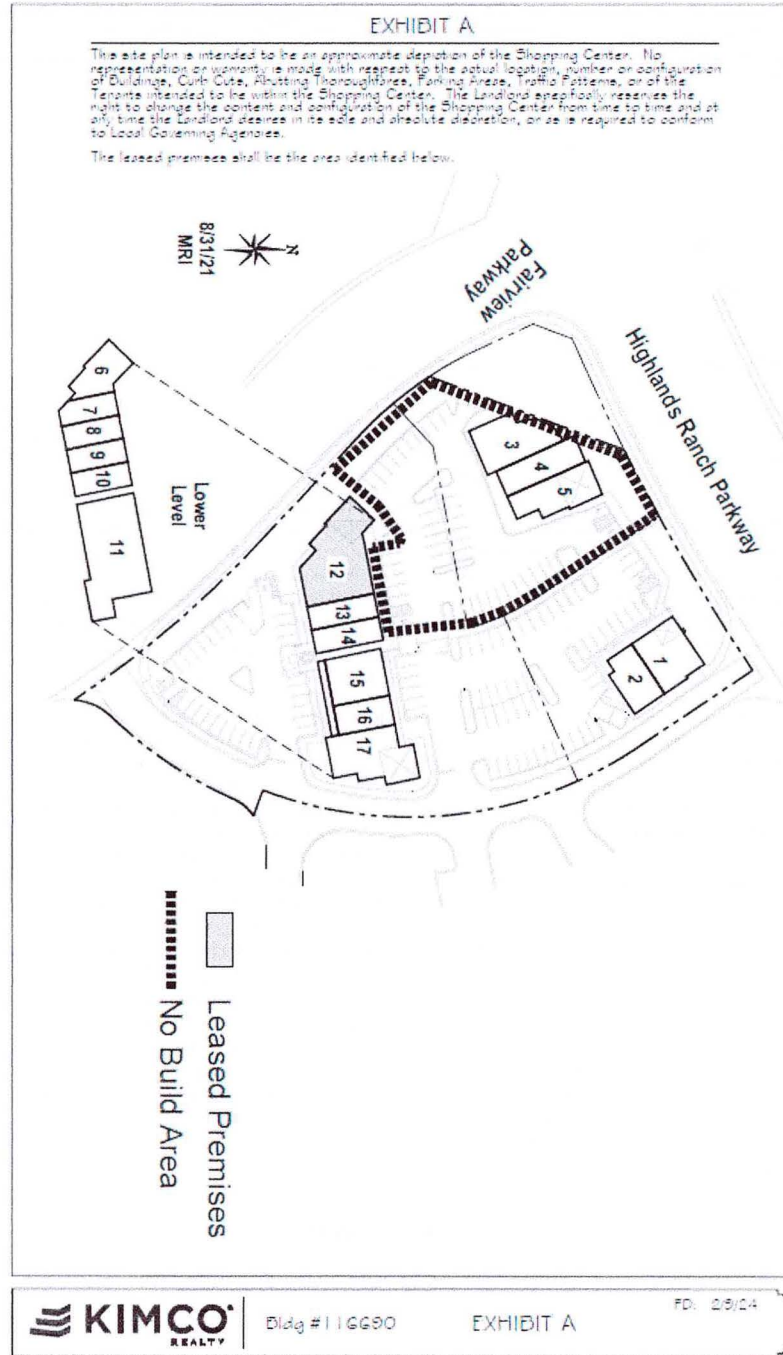 EXHIBIT A
This site plan is intended to be an approximate depiction of the Shopping Center. No
representation or warranty is made with respect to the actual location, number or configuration
of Buildings, Curb Cuts, Abutting Thoroughfares, Parking Areas, Traffic Patterns, or of the
Tenants intended to be within the Shopping Center. The Landlord specifically reserves the
right to change the content and configuration of the Shopping Center from time to time and at
any time the Landlord desires in its sole and absolute discretion, or as is required to conform
to Local Governing Agencies.
The leased premises shall be the area identified below.
N
8/31/21
MRI
Fairview
Parkway
Highlands Ranch Parkway
3
4
5
1
2
6
7
8
9
10
11
Lower
Level
12
13
14
15
16
17
Leased Premises
No Build Area
KIMCO
REALTY
Bldg #116690
EXHIBIT A